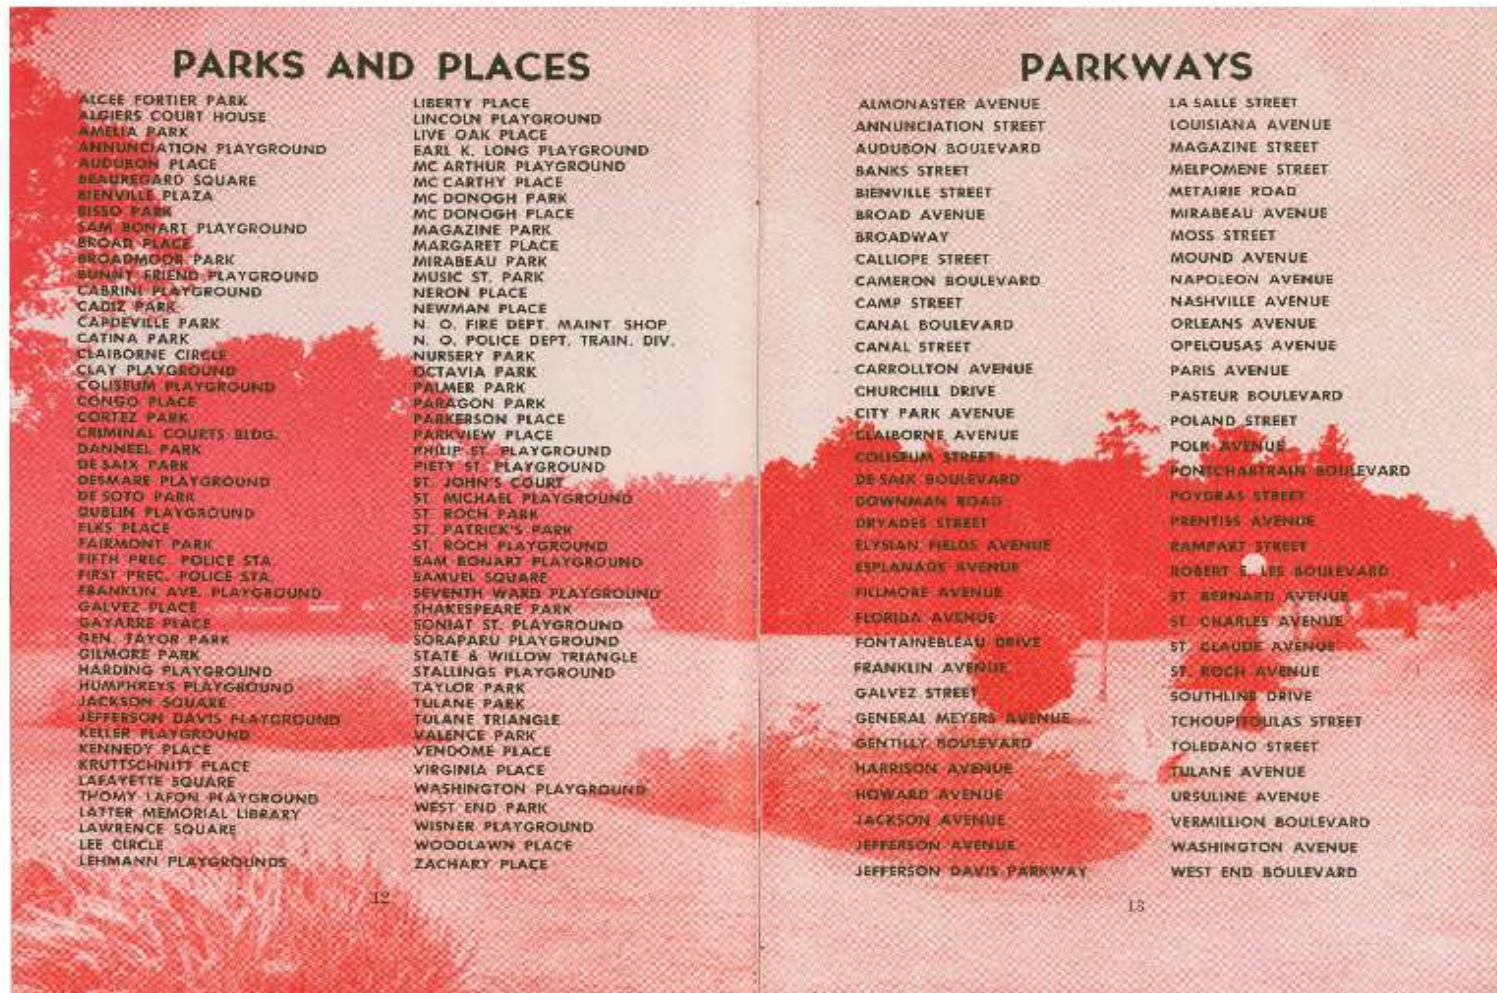 PARKS AND PLACES
ALCEE FORTIER PARK
ALGIERS COURT HOUSE
AMELIA PARK
ANNUNCIATION PLAYGROUND
AUDUBON PLACE
BEAUREGARD SQUARE
BIENVILLE PLAZA
BISSO PARK
SAM BONART PLAYGROUND
BROAD PLACE
BROADMOOR PARK
BUNNY FRIEND PLAYGROUND
CABRINI PLAYGROUND
CADIZ PARK
CAPDEVILLE PARK
CATINA PARK
CLAIBORNE CIRCLE
CLAY PLAYGROUND
COLISEUM PLAYGROUND
CONGO PLACE
CORTEZ PARK
CRIMINAL COURTS BLDG.
DANNEEL PARK
DE SAIX PARK
DESMARE PLAYGROUND
DE SOTO PARK
DUBLIN PLAYGROUND
ELKS PLACE
FAIRMONT PARK
FIFTH PREC. POLICE STA.
FIRST PREC. POLICE STA.
FRANKLIN AVE. PLAYGROUND
GALVEZ PLACE
GAYARRE PLACE
GEN. TAYOR PARK
GILMORE PARK
HARDING PLAYGROUND
HUMPHREYS PLAYGROUND
JACKSON SQUARE
JEFFERSON DAVIS PLAYGROUND
KELLER PLAYGROUND
KENNEDY PLACE
KRUTTSCHNITT PLACE
LAFAYETTE SQUARE
THOMY LAFON PLAYGROUND
LATTER MEMORIAL LIBRARY
LAWRENCE SQUARE
LEE CIRCLE
LEHMANN PLAYGROUNDS
LIBERTY PLACE
LINCOLN PLAYGROUND
LIVE OAK PLACE
EARL K. LONG PLAYGROUND
MC ARTHUR PLAYGROUND
MC CARTHY PLACE
MC DONOGH PARK
MC DONOGH PLACE
MAGAZINE PARK
MARGARET PLACE
MIRABEAU PARK
MUSIC ST. PARK
NERON PLACE
NEWMAN PLACE
N. O. FIRE DEPT. MAINT. SHOP
N. O. POLICE DEPT. TRAIN. DIV.
NURSERY PARK
OCTAVIA PARK
PALMER PARK
PARAGON PARK
PARKERSON PLACE
PARKVIEW PLACE
PHILIP ST. PLAYGROUND
PIETY ST. PLAYGROUND
ST. JOHN'S COURT
ST. MICHAEL PLAYGROUND
ST. ROCH PARK
ST. PATRICK'S PARK
ST. ROCH PLAYGROUND
SAM BONART PLAYGROUND
SAMUEL SQUARE
SEVENTH WARD PLAYGROUND
SHAKESPEARE PARK
SONIAT ST. PLAYGROUND
SORAPARU PLAYGROUND
STATE & WILLOW TRIANGLE
STALLINGS PLAYGROUND
TAYLOR PARK
TULANE PARK
TULANE TRIANGLE
VALENCE PARK
VENDOME PLACE
VIRGINIA PLACE
WASHINGTON PLAYGROUND
WEST END PARK
WISNER PLAYGROUND
WOODLAWN PLACE
ZACHARY PLACE
12
PARKWAYS
ALMONASTER AVENUE
ANNUNCIATION STREET
AUDUBON BOULEVARD
BANKS STREET
BIENVILLE STREET
BROAD AVENUE
BROADWAY
CALLIOPE STREET
CAMERON BOULEVARD
CAMP STREET
CANAL BOULEVARD
CANAL STREET
CARROLLTON AVENUE
CHURCHILL DRIVE
CITY PARK AVENUE
CLAIBORNE AVENUE
COLISEUM STREET
DE SAIX BOULEVARD
DOWNMAN ROAD
DRYADES STREET
ELYSIAN FIELDS AVENUE
ESPLANADE AVENUE
FILLMORE AVENUE
FLORIDA AVENUE
FONTAINEBLEAU DRIVE
FRANKLIN AVENUE
GALVEZ STREET
GENERAL MEYERS AVENUE
GENTILLY BOULEVARD
HARRISON AVENUE
HOWARD AVENUE
JACKSON AVENUE
JEFFERSON AVENUE
JEFFERSON DAVIS PARKWAY
LA SALLE STREET
LOUISIANA AVENUE
MAGAZINE STREET
MELPOMENE STREET
METAIRIE ROAD
MIRABEAU AVENUE
MOSS STREET
MOUND AVENUE
NAPOLEON AVENUE
NASHVILLE AVENUE
ORLEANS AVENUE
OPELOUSAS AVENUE
PARIS AVENUE
PASTEUR BOULEVARD
POLAND STREET
POLK AVENUE
PONTCHARTRAIN BOULEVARD
POYDRAS STREET
PRENTISS AVENUE
RAMPART STREET
ROBERT E. LEE BOULEVARD
ST. BERNARD AVENUE
ST. CHARLES AVENUE
ST. CLAUDE AVENUE
ST. ROCH AVENUE
SOUTHLINE DRIVE
TCHOUPITOULAS STREET
TOLEDANO STREET
TULANE AVENUE
URSULINE AVENUE
VERMILLION BOULEVARD
WASHINGTON AVENUE
WEST END BOULEVARD
13